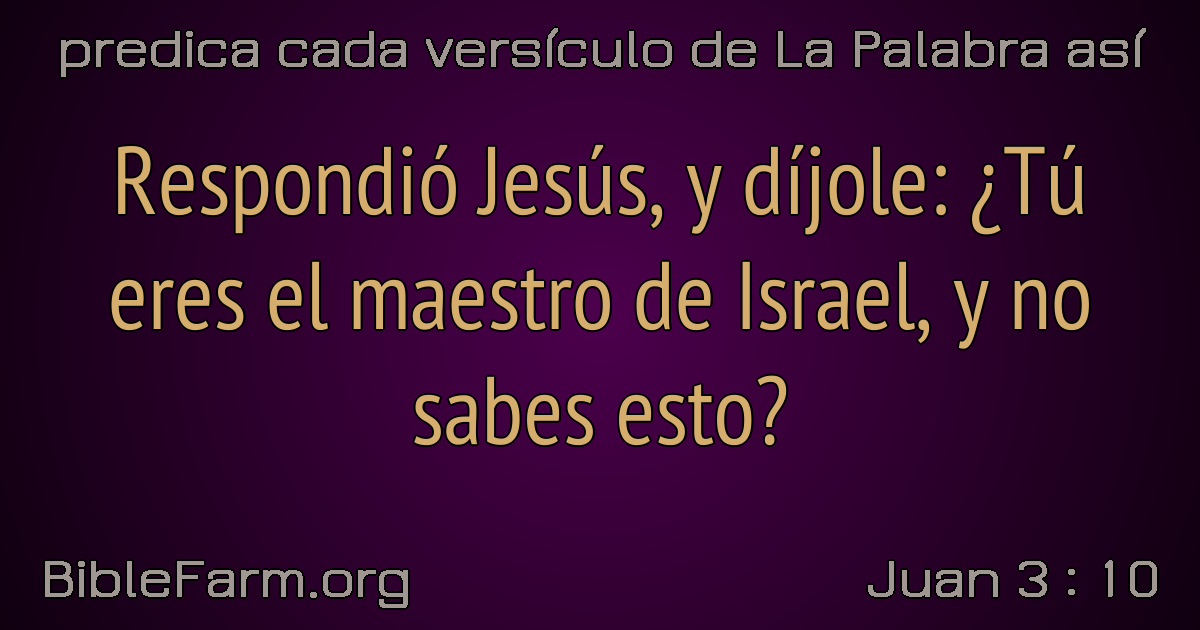 predica cada versículo de La Palabra así
Respondió Jesús, y díjole: ¿Tú
eres el maestro de Israel, y no
sabes esto?
BibleFarm.org
Juan 3 : 10